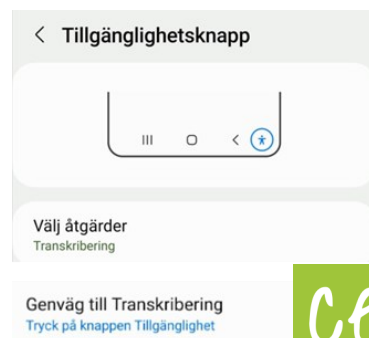 Tillgänglighetsknapp
Välj åtgärder
Transkribering
Genväg till Transkribering
Tryck på knappen Tillgänglighet